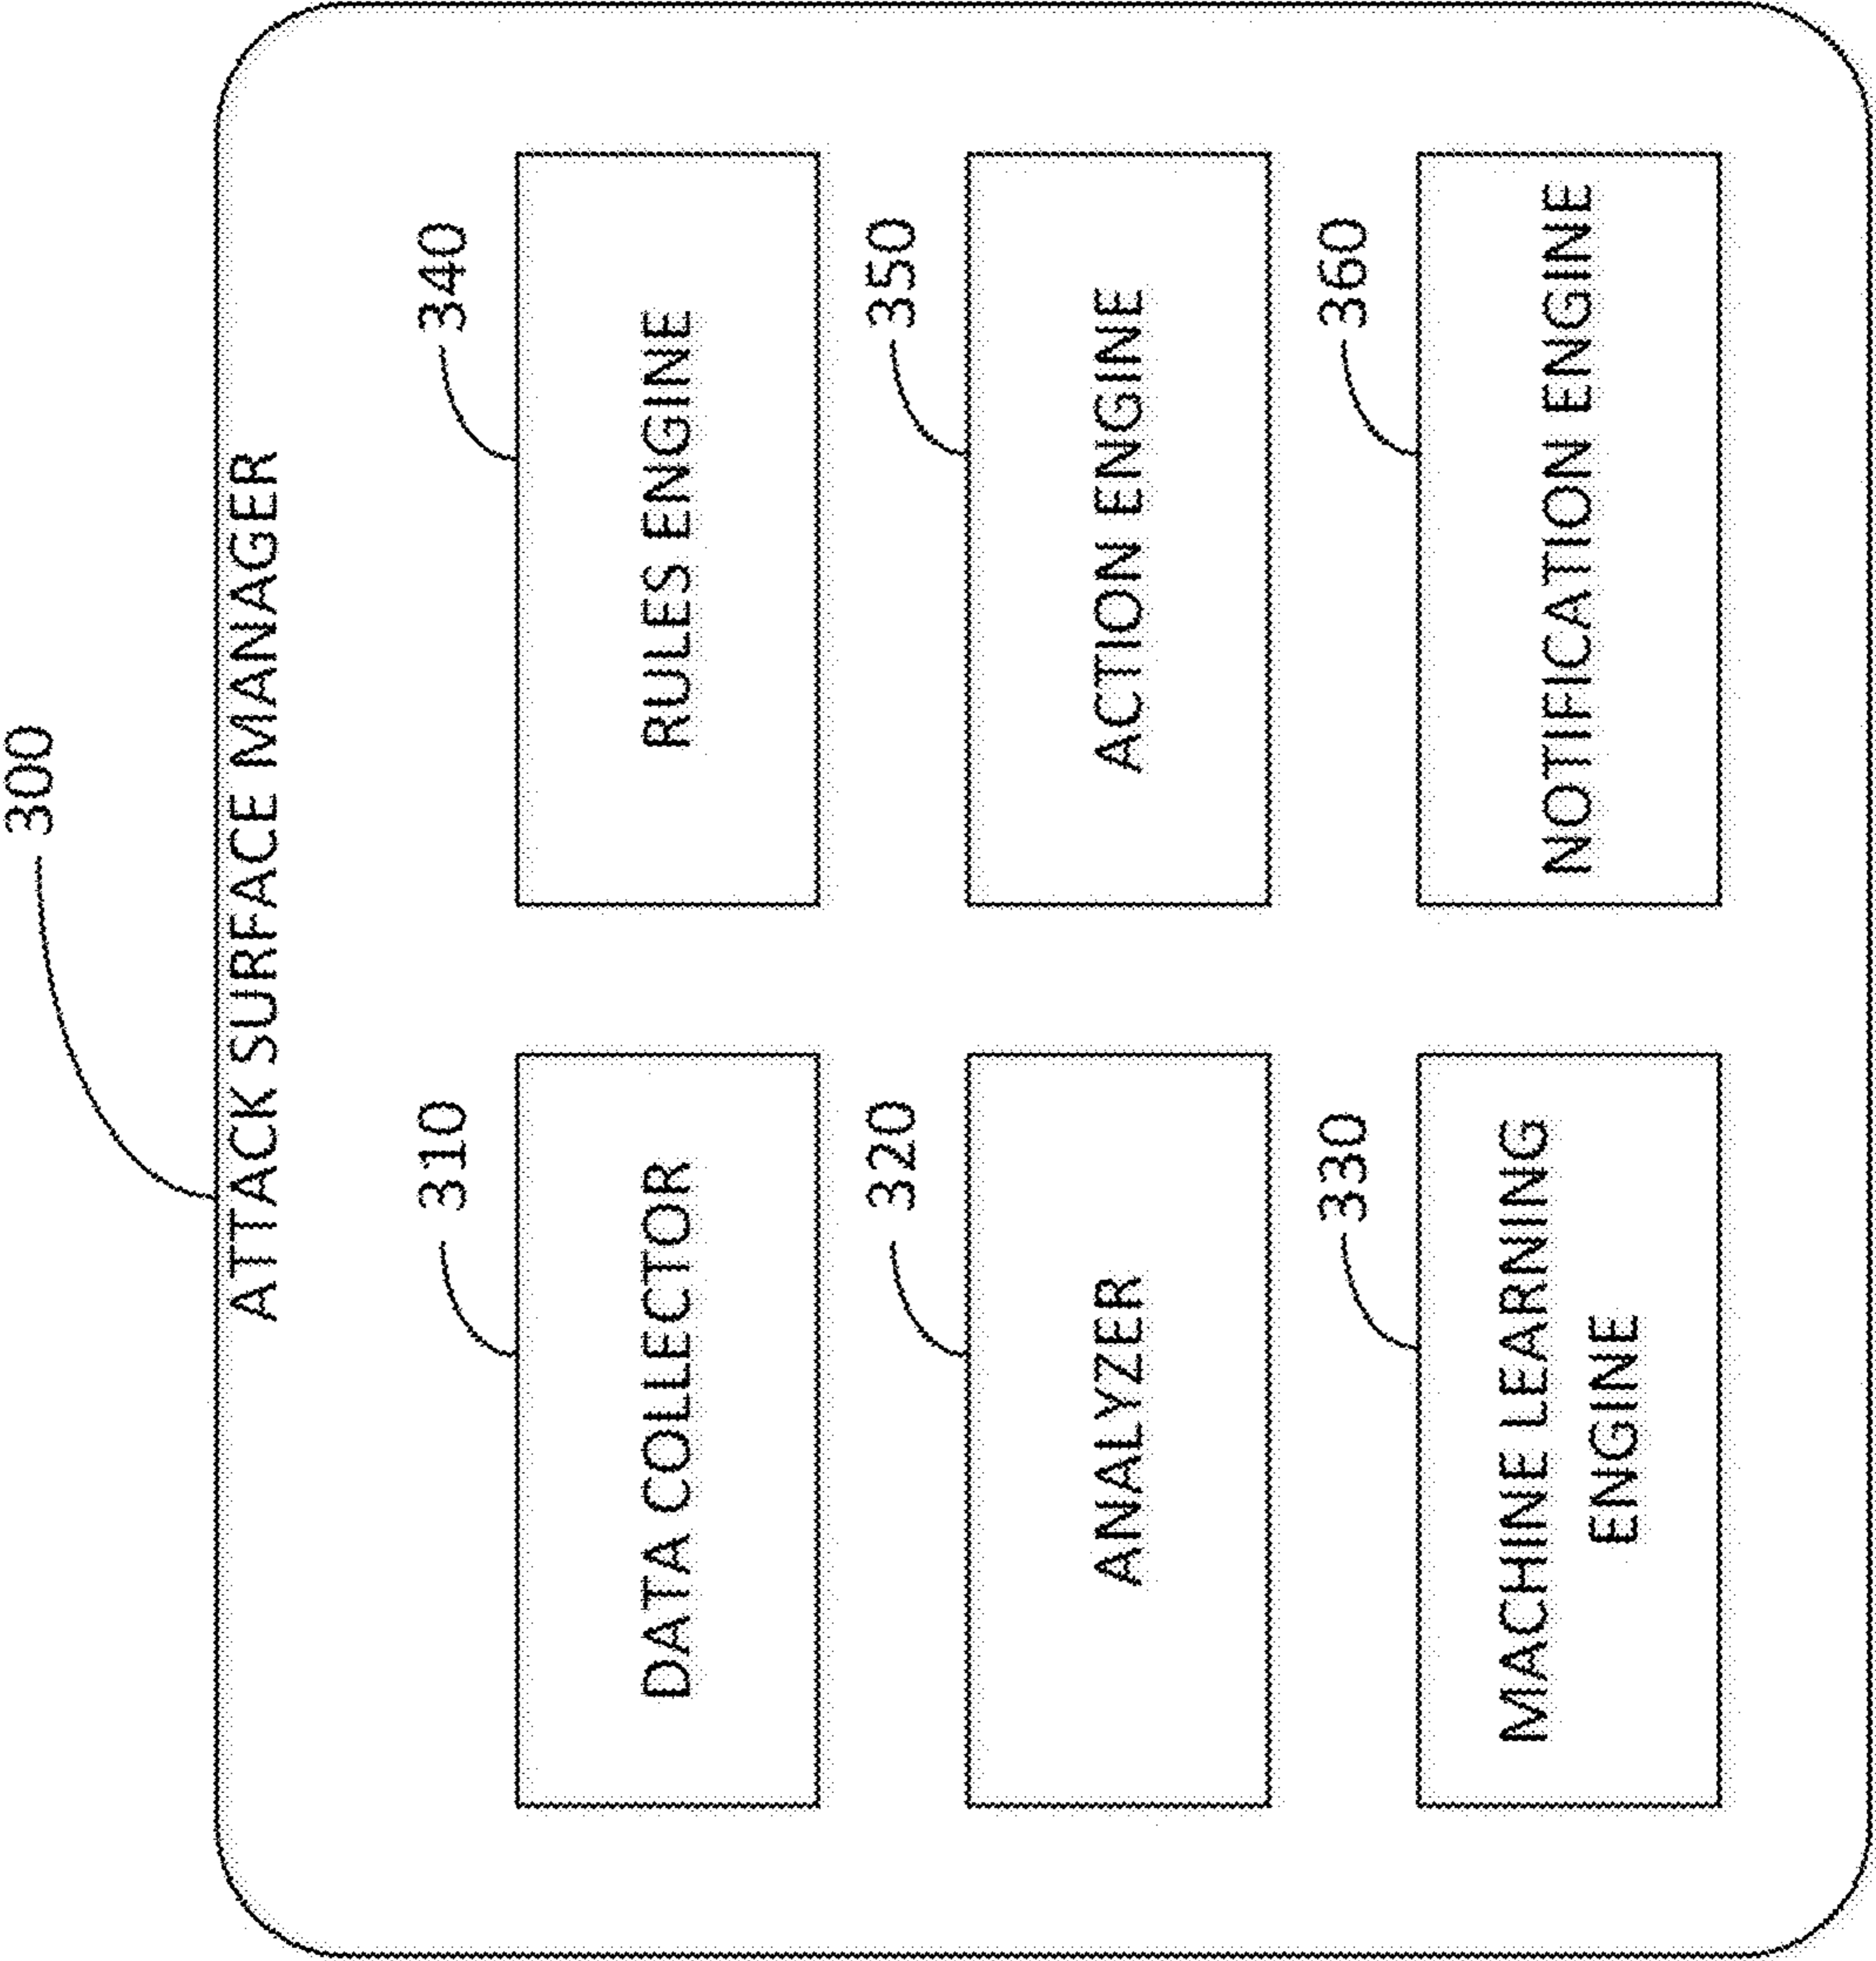 300
ATTACK SURFACE MANAGER
310
DATA COLLECTOR
340
RULES ENGINE
320
ANALYZER
350
ACTION ENGINE
330
MACHINE LEARNING
ENGINE
360
NOTIFICATION ENGINE